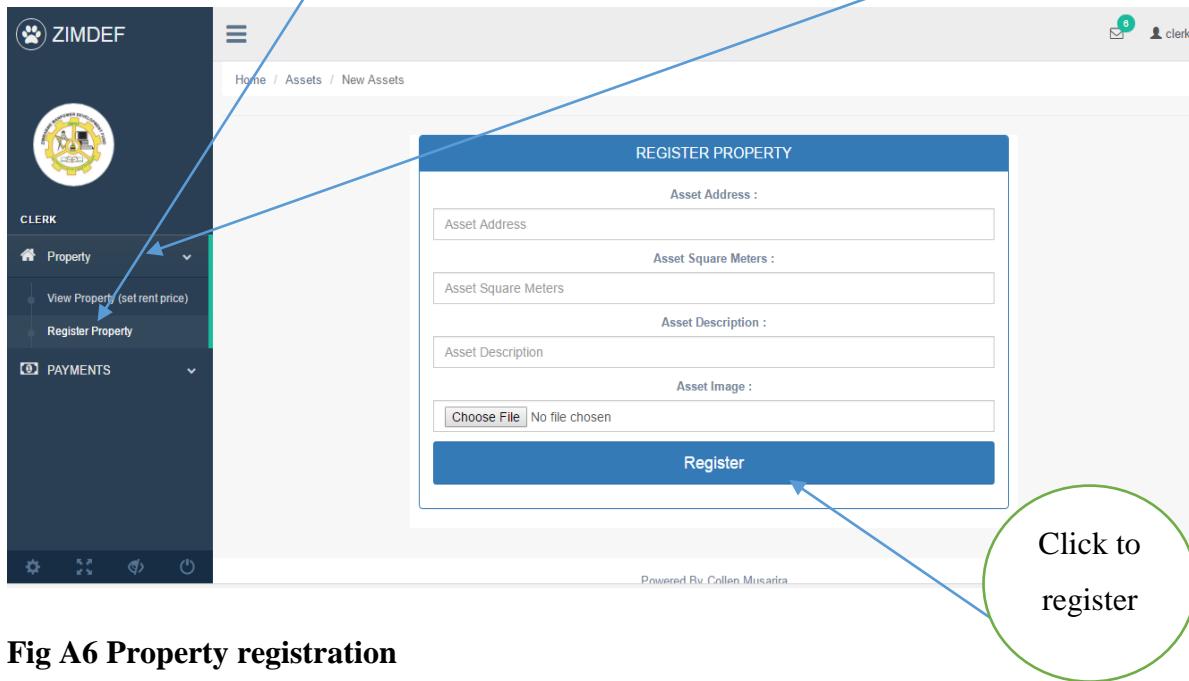 ZIMDEF
6
clerk
Home / Assets / New Assets
CLERK
Property
View Property (set rent price)
Register Property
PAYMENTS
REGISTER PROPERTY
Asset Address :
Asset Address
Asset Square Meters :
Asset Square Meters
Asset Description :
Asset Description
Asset Image :
Choose File No file chosen
Register
Powered By Collen Musarira
Click to
register
Fig A6 Property registration